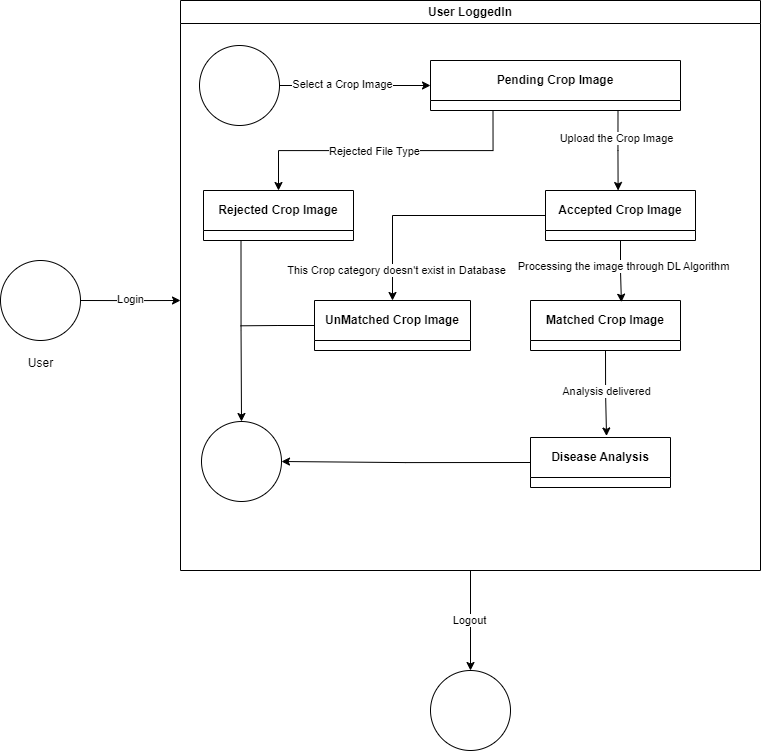 User LoggedIn
Select a Crop Image
Pending Crop Image
Upload the Crop Image
Rejected File Type
Rejected Crop Image
Accepted Crop Image
This Crop category doesn't exist in Database
Processing the image through DL Algorithm
Login
UnMatched Crop Image
Matched Crop Image
User
Analysis delivered
Disease Analysis
Logout